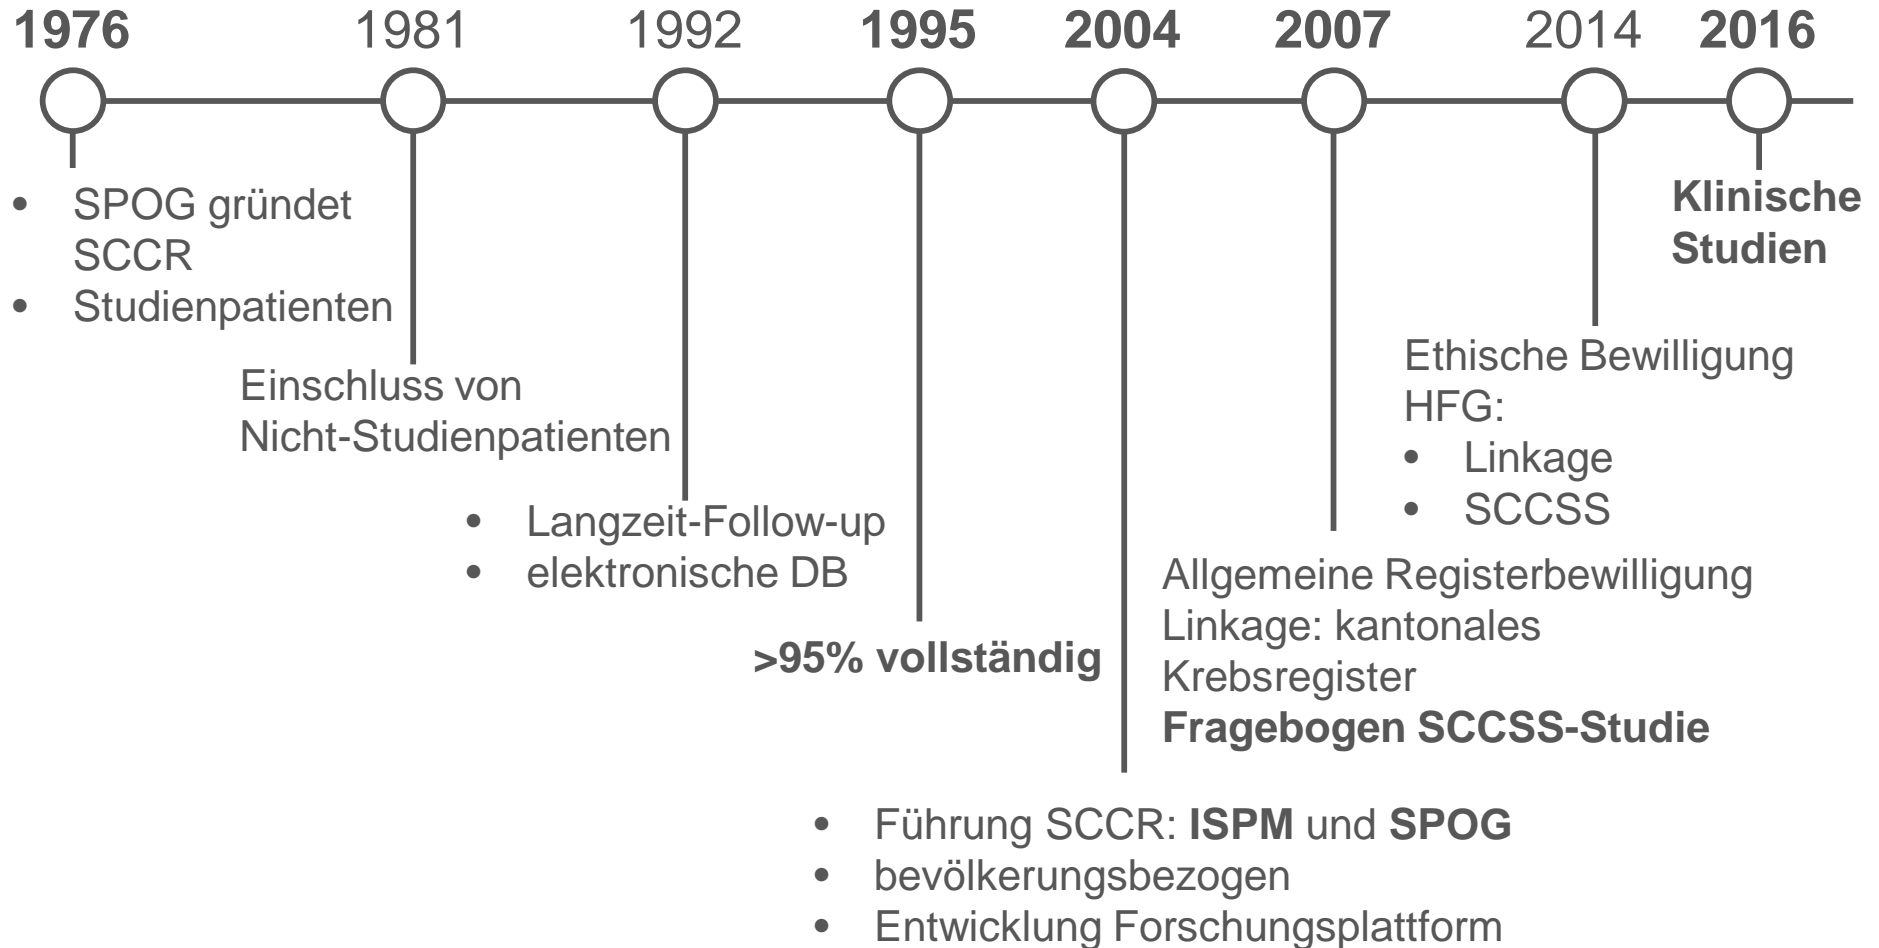 1976 1981 1992 1995 2004 2007 2014 2016
• SPOG gründet
SCCR
• Studienpatienten
Einschluss von
Nicht-Studienpatienten
• Langzeit-Follow-up
• elektronische DB
>95% vollständig
• Führung SCCR: ISPM und SPOG
• bevölkerungsbezogen
• Entwicklung Forschungsplattform
Allgemeine Registerbewilligung
Linkage: kantonales
Krebsregister
Fragebogen SCCSS-Studie
Ethische Bewilligung
HFG:
• Linkage
• SCCSS
Klinische
Studien